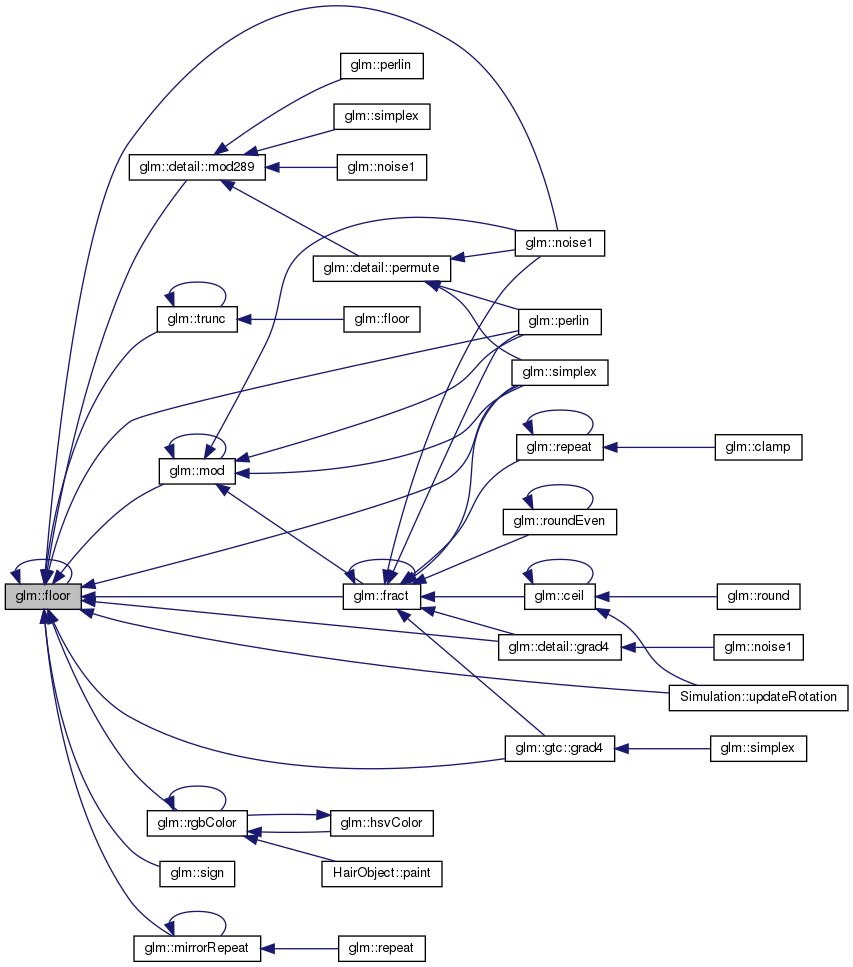 glm::perlin
glm::simplex
glm::detail::mod289
glm::noise1
glm::noise1
glm::detail::permute
glm::trunc
glm::floor
glm::perlin
glm::simplex
glm::repeat
glm::clamp
glm::mod
glm::roundEven
glm::floor
glm::fract
glm::ceil
glm::round
glm::detail::grad4
glm::noise1
Simulation::updateRotation
glm::gtc::grad4
glm::simplex
glm::rgbColor
glm::hsvColor
glm::sign
HairObject::paint
glm::mirrorRepeat
glm::repeat